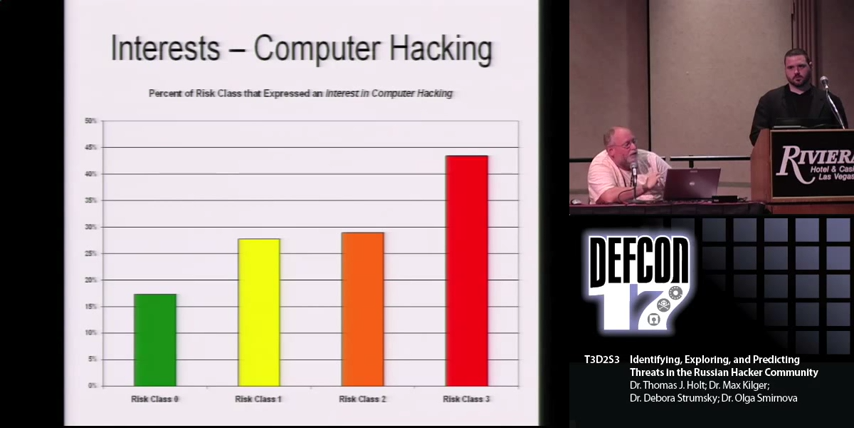 Interests – Computer Hacking
Percent of Risk Class that Expressed an Interest in Computer Hacking
50%
45%
40%
35%
30%
25%
20%
15%
10%
5%
0%
Risk Class 0
Risk Class 1
Risk Class 2
Risk Class 3
RIVIERA
Hotel & Cas
Las Vegas
DEFCON
17
T3D2S3 Identifying, Exploring, and Predicting
Threats in the Russian Hacker Community
Dr. Thomas J. Holt; Dr. Max Kilger;
Dr. Debora Strumsky; Dr. Olga Smirnova